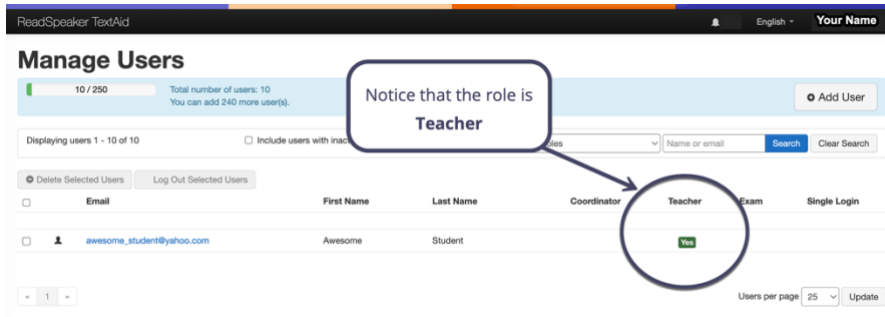 ReadSpeaker TextAid English Your Name
Manage Users
10 / 250 Total number of users: 10
You can add 240 more user(s).
Add User
Notice that the role is
Teacher
Displaying users 1 - 10 of 10 Include users with Name or email Search Clear Search
Delete Selected Users Log Out Selected Users
Email First Name Last Name Coordinator Teacher Exam Single Login
awesome_student@yahoo.com Awesome Student Yes
« 1 » Users per page 25 Update